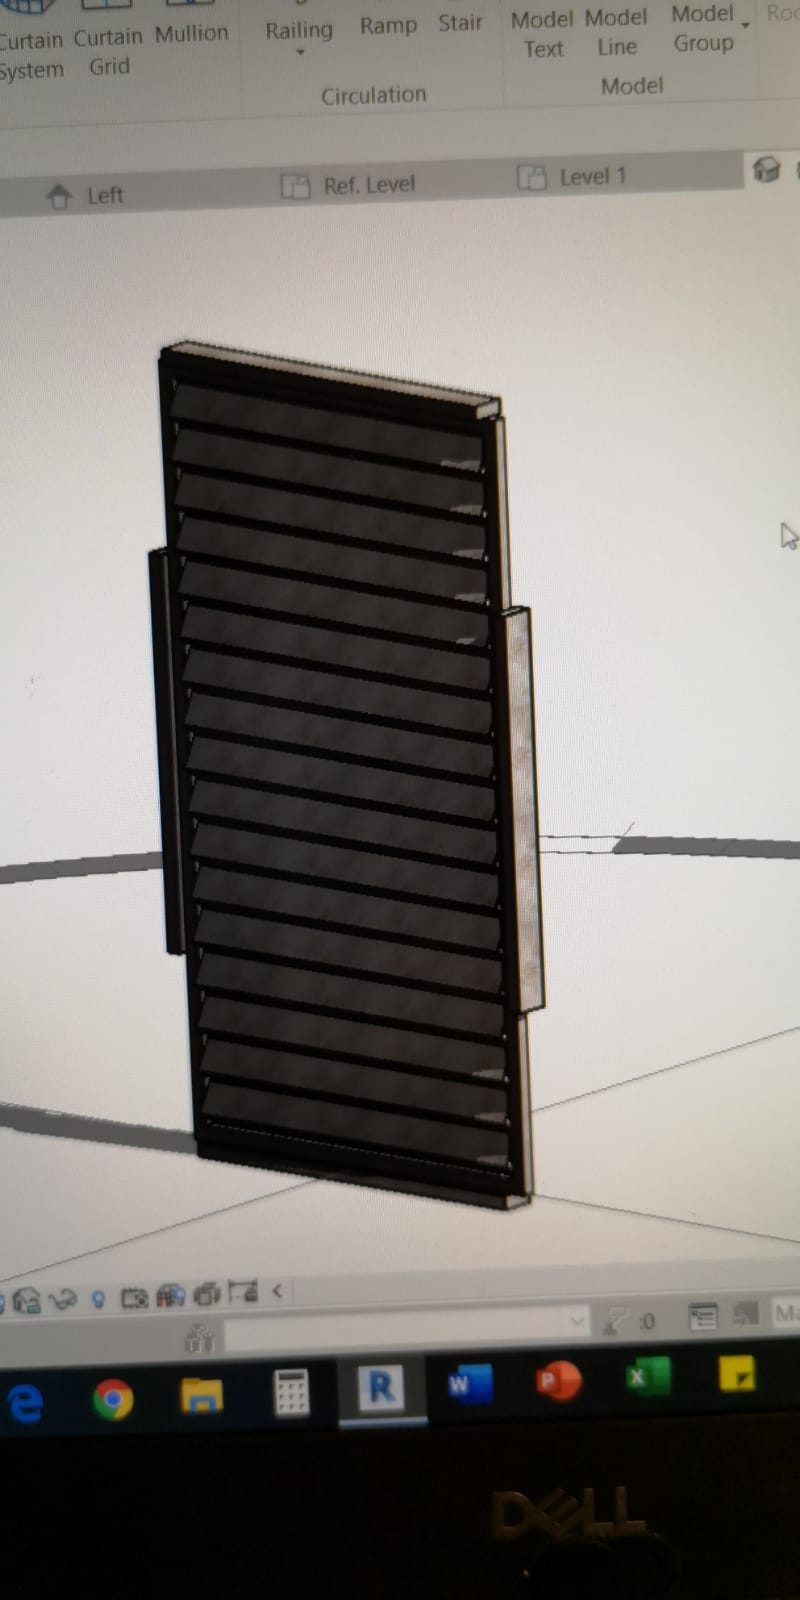 Curtain Curtain Mullion Railing Ramp Stair Model Model Model
System Grid Text Line Group
Circulation Model
Left Ref. Level Level 1
:0
R W P X
DELL